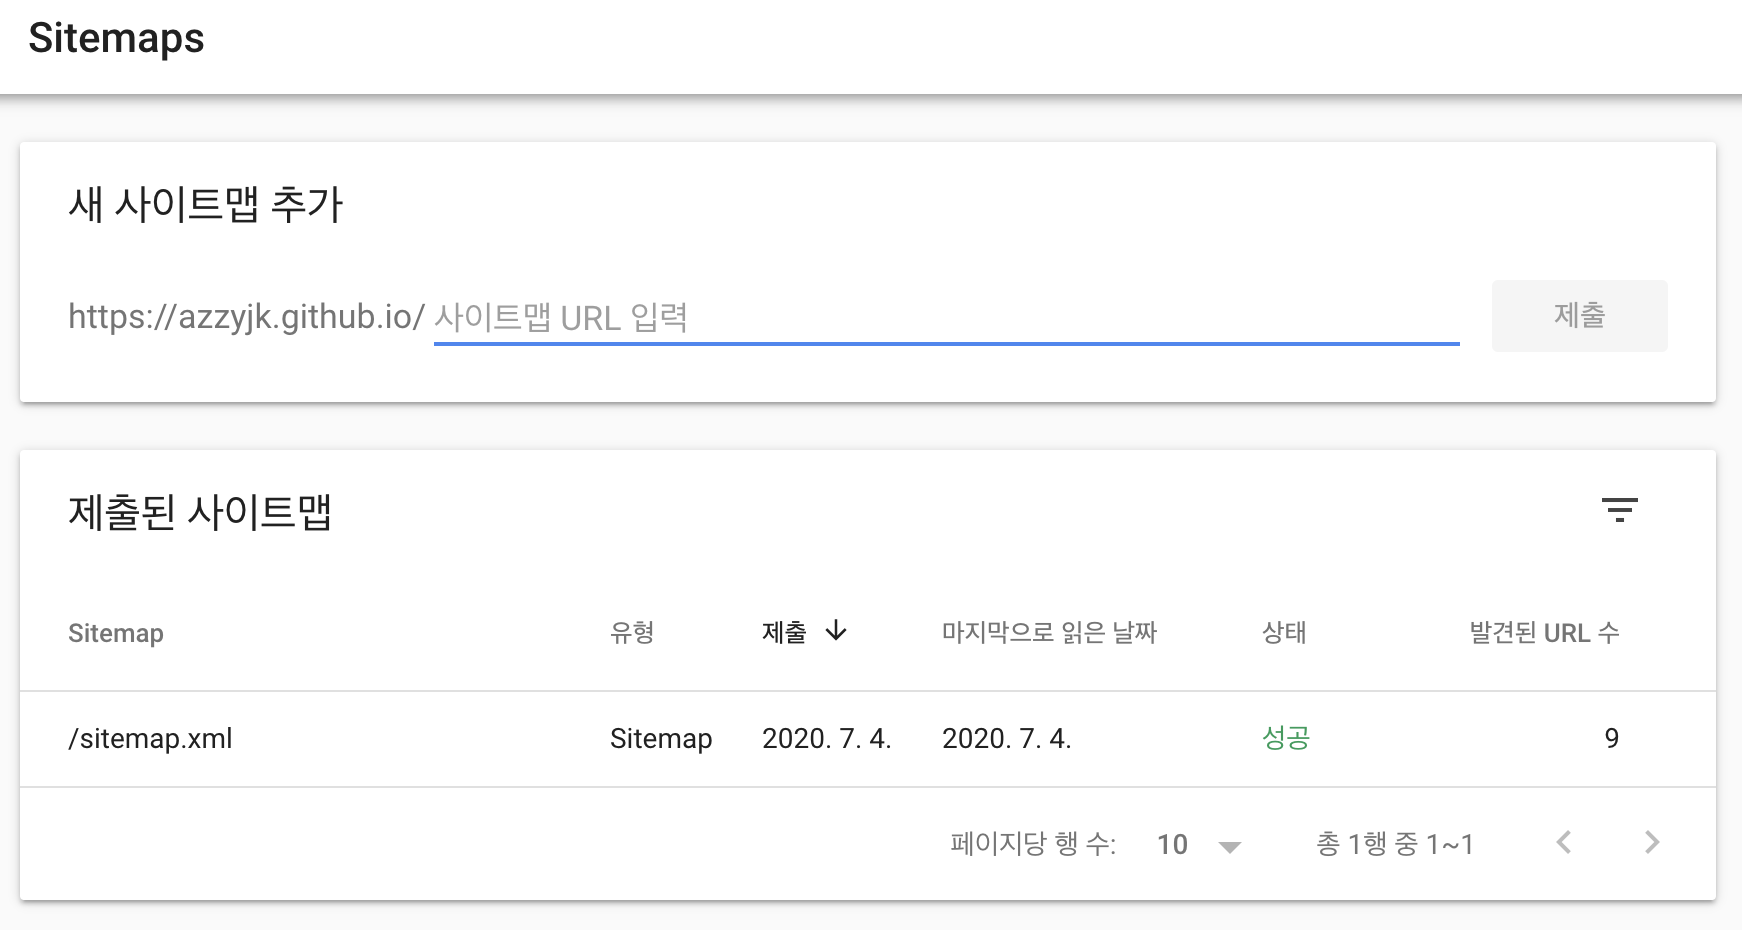 Sitemaps
새 사이트맵 추가
https://azzyjk.github.io/ 사이트맵 URL 입력 제출
제출된 사이트맵
Sitemap 유형 제출 ↓ 마지막으로 읽은 날짜 상태 발견된 URL 수
/sitemap.xml Sitemap 2020. 7. 4. 2020. 7. 4. 성공 9
페이지당 행 수: 10 총 1행 중 1~1